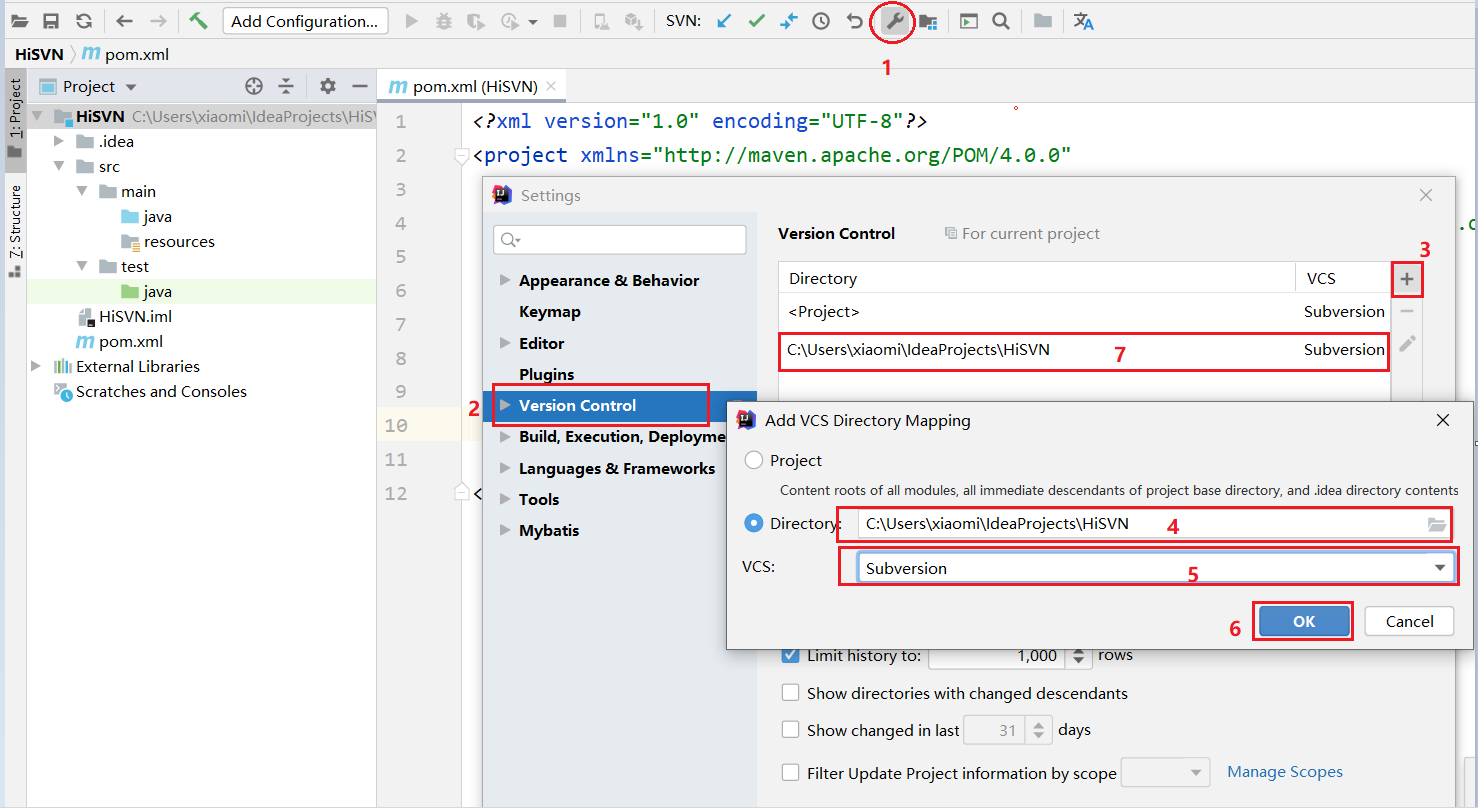 Add Configuration...
SVN:
1
HiSVN
pom.xml
1: Project
7: Structure
Project
HiSVN C:\Users\xiaomi\IdeaProjects\HiSV
.idea
src
main
java
resources
test
java
HiSVN.iml
pom.xml
External Libraries
Scratches and Consoles
pom.xml (HiSVN)
1 <?xml version="1.0" encoding="UTF-8"?>
2 <project xmlns="http://maven.apache.org/POM/4.0.0"
3
4
5
6
7
8
9
10
11
12 <
Settings
Appearance & Behavior
Keymap
Editor
Plugins
2
Version Control
Build, Execution, Deployme
Languages & Frameworks
Tools
Mybatis
Version Control
For current project
3
Directory VCS
<Project> Subversion
C:\Users\xiaomi\IdeaProjects\HiSVN 7 Subversion
Add VCS Directory Mapping
Project
Content roots of all modules, all immediate descendants of project base directory, and .idea directory contents
Directory: C:\Users\xiaomi\IdeaProjects\HiSVN 4
VCS: Subversion 5
6
OK
Cancel
Limit history to: 1,000 rows
Show directories with changed descendants
Show changed in last 31 days
Filter Update Project information by scope
Manage Scopes